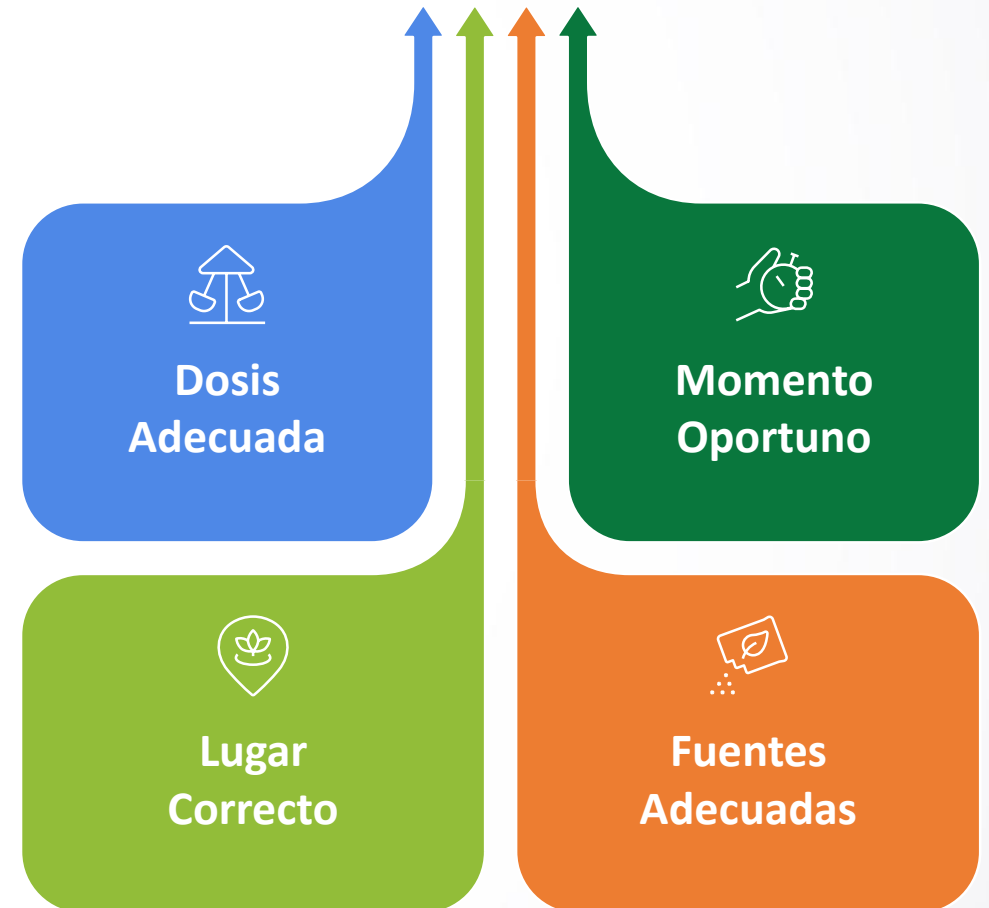 Dosis
Adecuada
Momento
Oportuno
Lugar
Correcto
Fuentes
Adecuadas